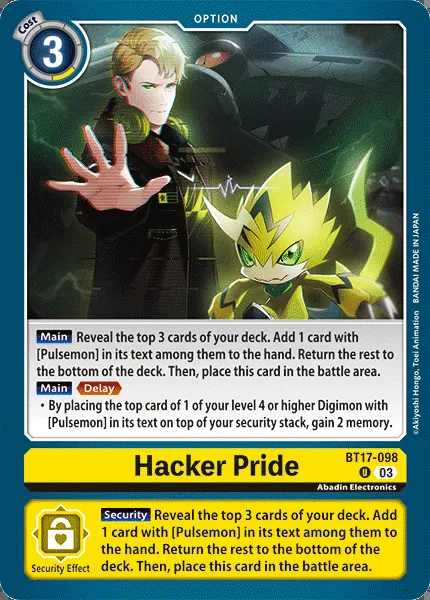 Cost
3
OPTION
Main Reveal the top 3 cards of your deck. Add 1 card with
[Pulsemon] in its text among them to the hand. Return the rest to
the bottom of the deck. Then, place this card in the battle area.
Main Delay
・By placing the top card of 1 of your level 4 or higher Digimon with
[Pulsemon] in its text on top of your security stack, gain 2 memory.
©Akiyoshi Hongo, Toei Animation BANDAI MADE IN JAPAN
Hacker Pride
BT17-098
U 03
Abadin Electronics
Security Reveal the top 3 cards of your deck. Add
1 card with [Pulsemon] in its text among them to
the hand. Return the rest to the bottom of the
deck. Then, place this card in the battle area.
Security Effect